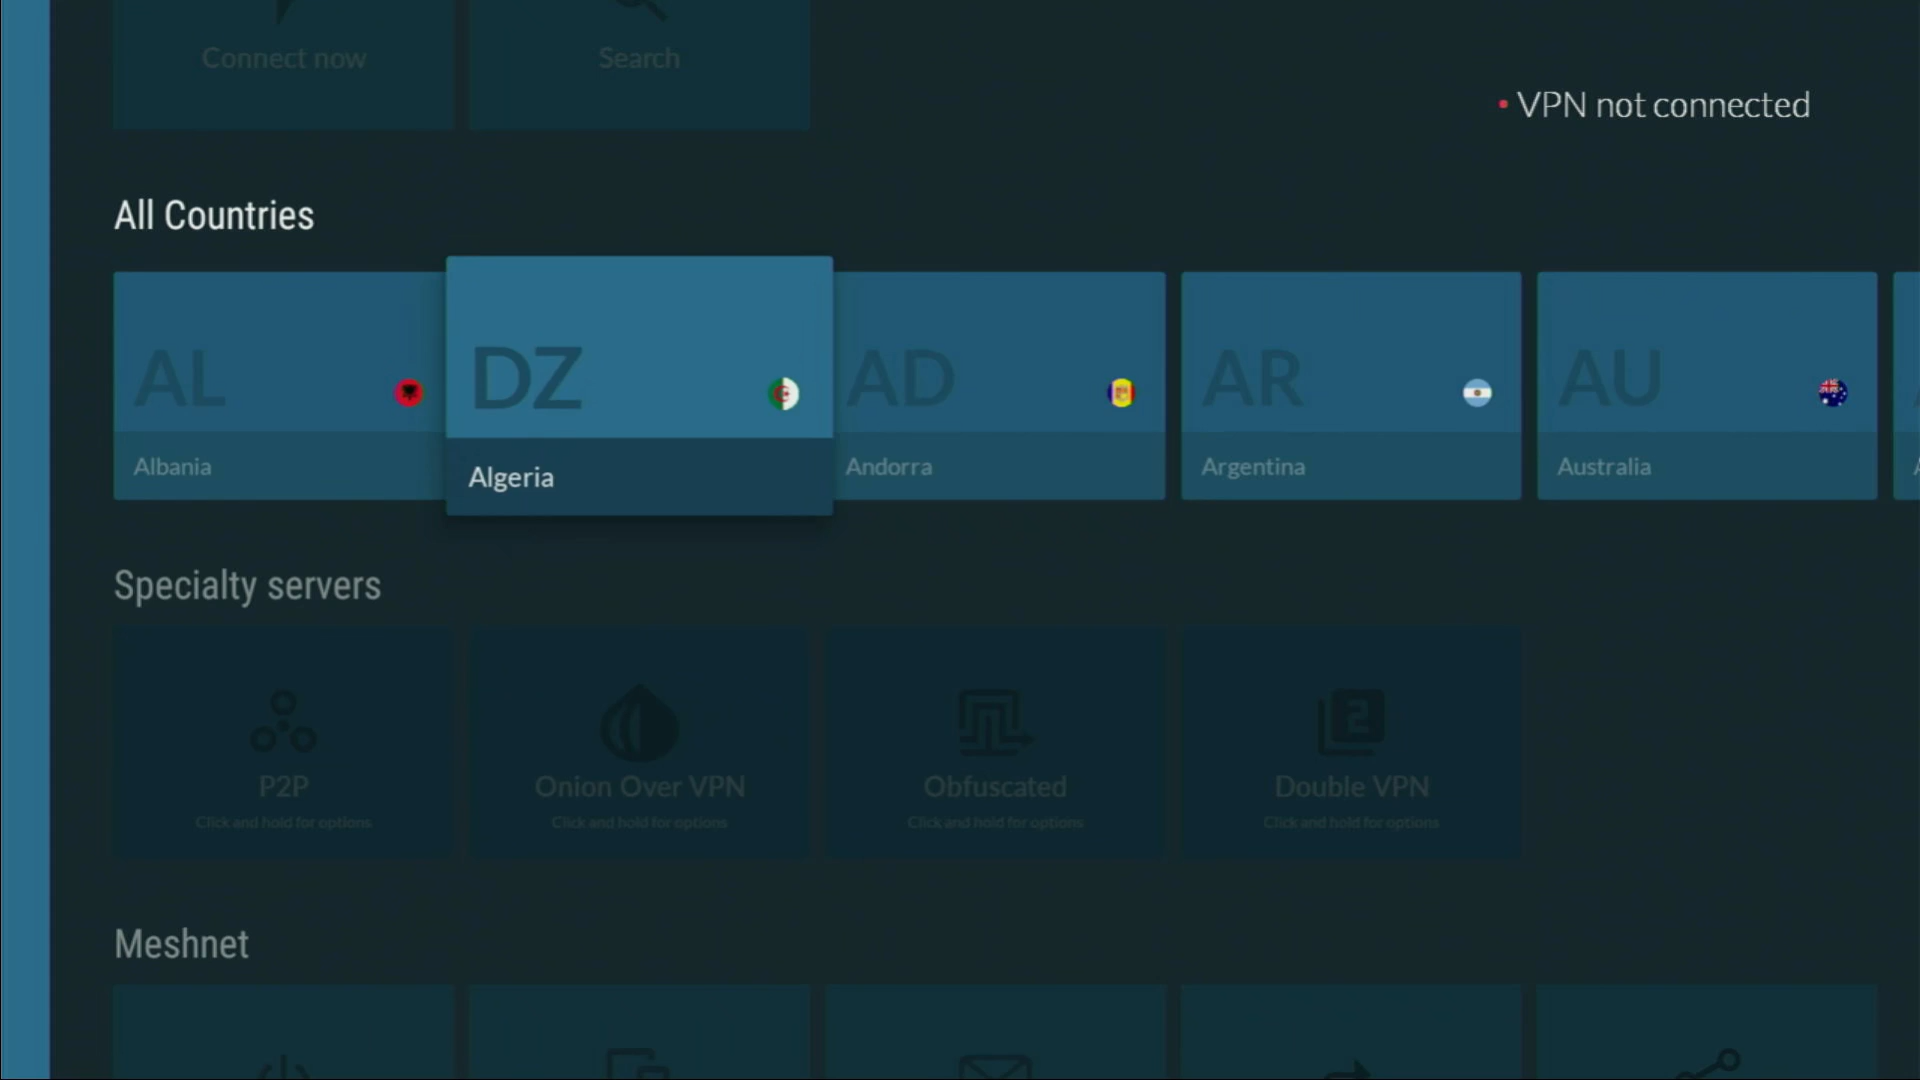 Connect now
Search
VPN not connected
All Countries
AL
DZ
AD
AR
AU
Albania
Algeria
Andorra
Argentina
Australia
Specialty servers
2
P2P
Onion Over VPN
Obfuscated
Double VPN
Click and hold for options
Click and hold for options
Click and hold for options
Click and hold for options
Meshnet